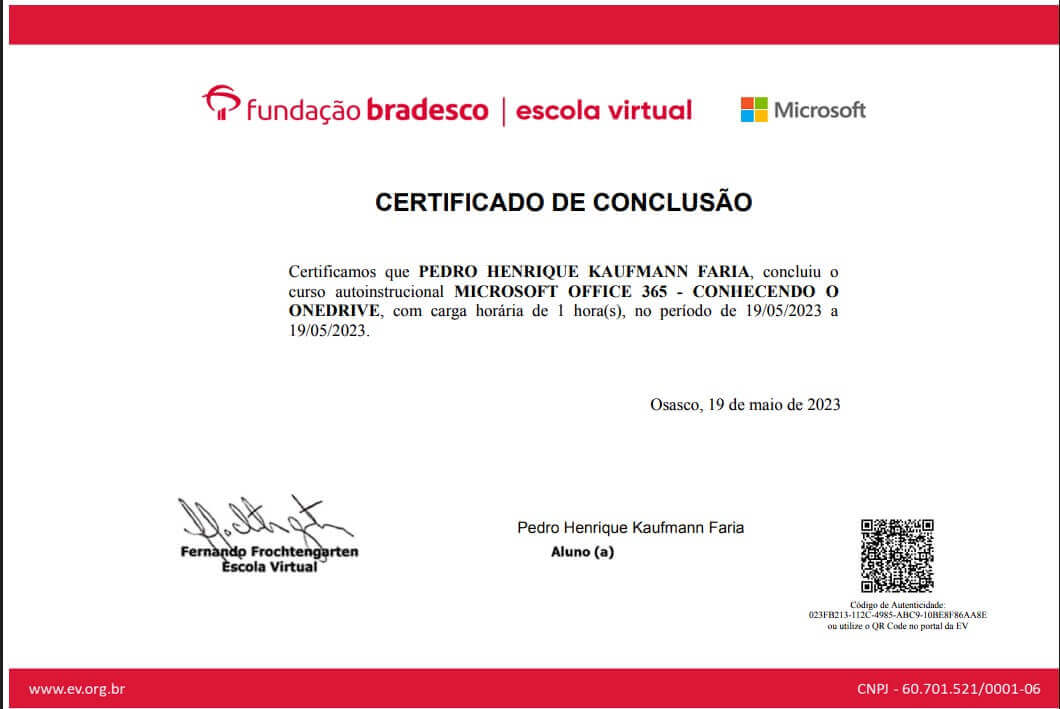 fundação bradesco | escola virtual
Microsoft
CERTIFICADO DE CONCLUSÃO
Certificamos que PEDRO HENRIQUE KAUFMANN FARIA, concluiu o
curso autoinstrucional MICROSOFT OFFICE 365 - CONHECENDO O
ONEDRIVE, com carga horária de 1 hora(s), no período de 19/05/2023 a
19/05/2023.
Osasco, 19 de maio de 2023
Fernando Frochtengarten
Escola Virtual
Pedro Henrique Kaufmann Faria
Aluno (a)
Código de Autenticidade:
023FB213-112C-4985-ABC9-10BE8F86AA8E
ou utilize o QR Code no portal da EV
www.ev.org.br
CNPJ - 60.701.521/0001-06